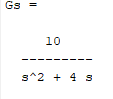 Gs =
10
---------
s^2 + 4 s